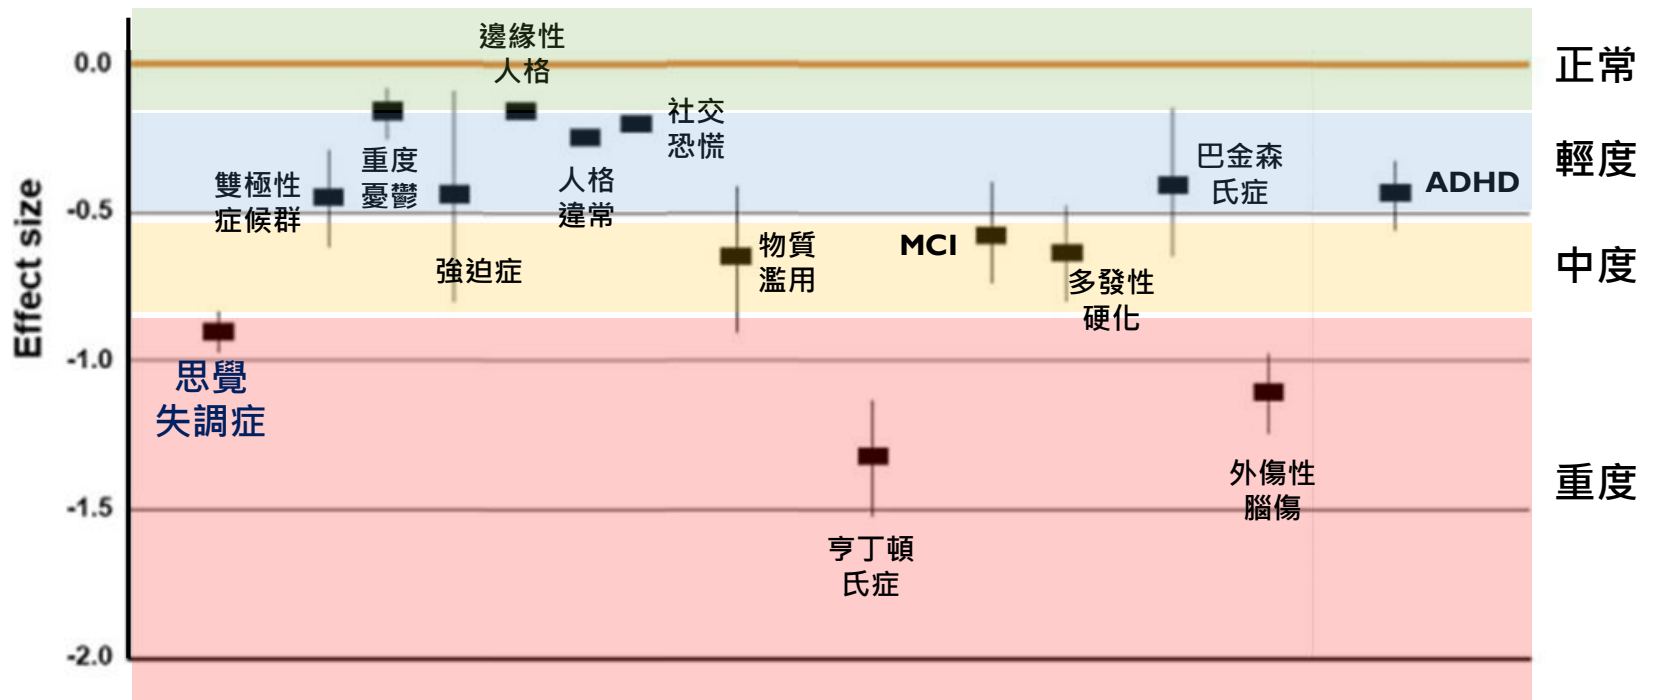 邊緣性
人格
0.0
正常
社交
恐慌
重度
憂鬱
雙極性
症候群
人格
違常
巴金森
氏症
ADHD
輕度
-0.5
Effect size
強迫症
物質
濫用
MCI
多發性
硬化
中度
-1.0
思覺
失調症
外傷性
腦傷
重度
-1.5
亨丁頓
氏症
-2.0